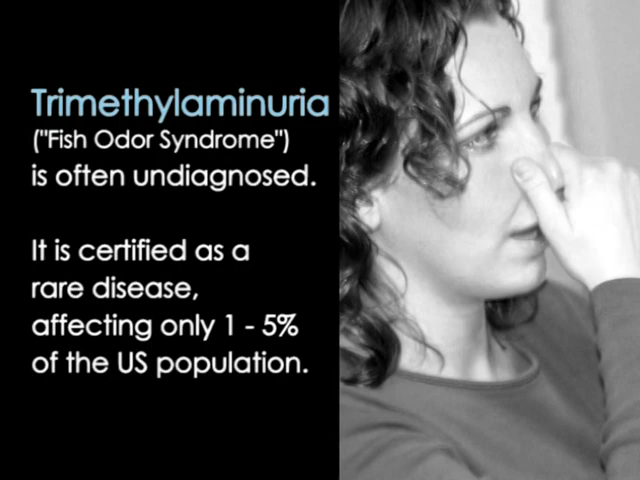 Trimethylaminuria
("Fish Odor Syndrome")
is often undiagnosed.
It is certified as a
rare disease,
affecting only 1 - 5%
of the US population.